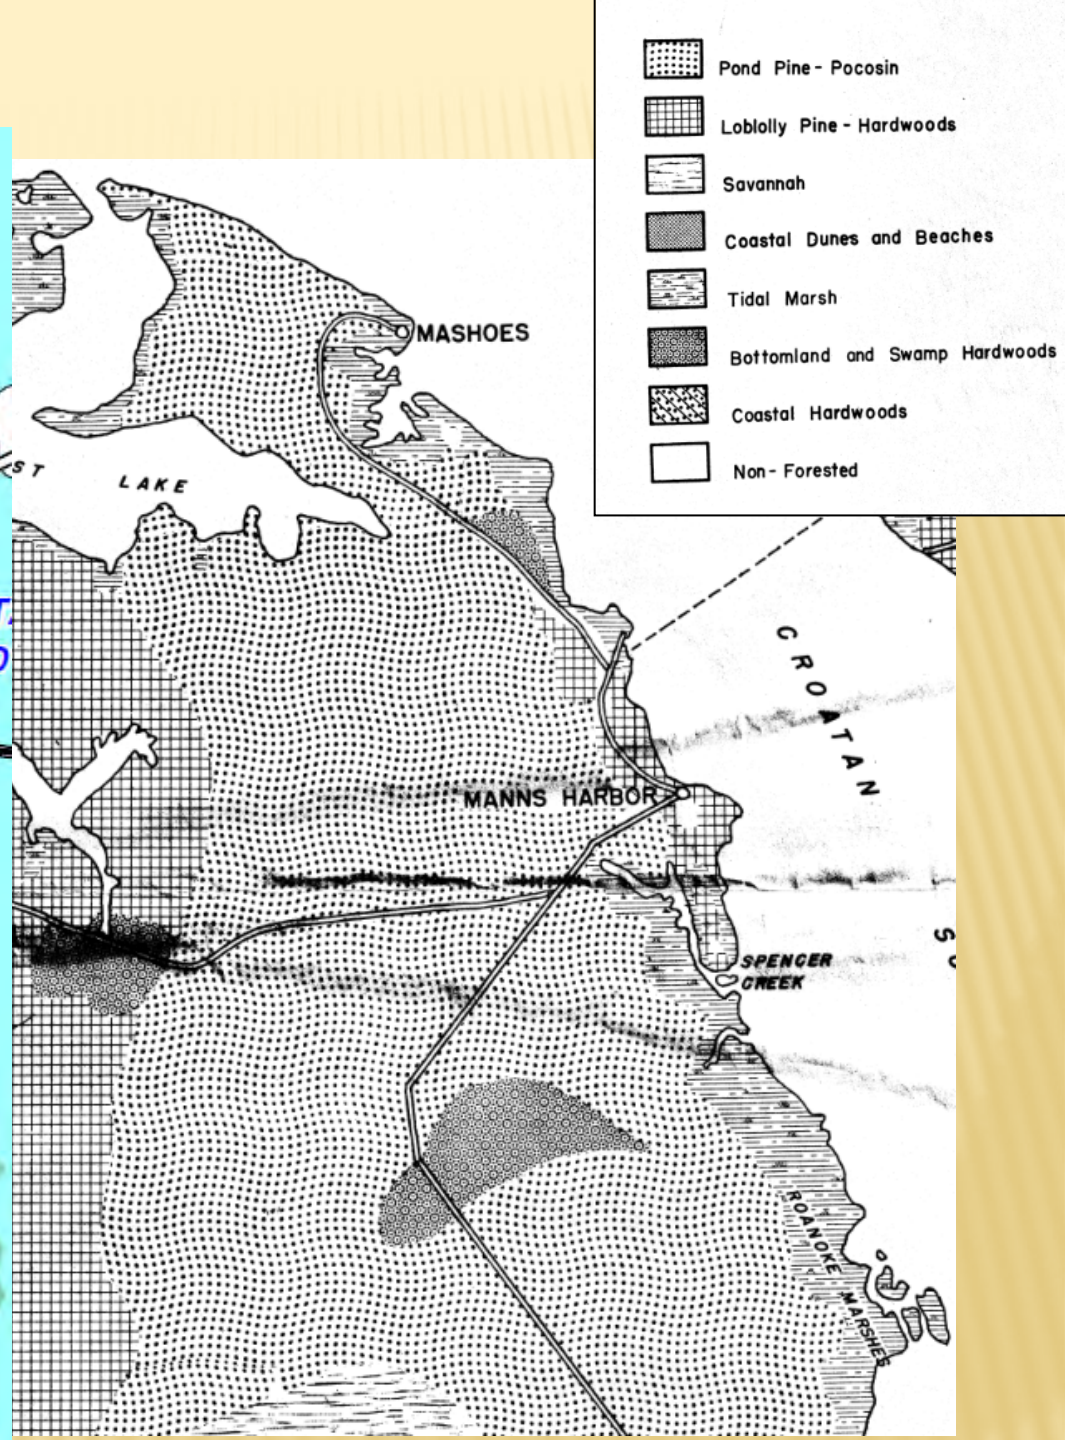 Pond Pine - Pocosin
Loblolly Pine - Hardwoods
Savannah
Coastal Dunes and Beaches
Tidal Marsh
Bottomland and Swamp Hardwoods
Coastal Hardwoods
Non - Forested
MASHOES
ST LAKE
CROATAN
MANNS HARBOR
SPENCER
CREEK
ROANOKE MARSHES